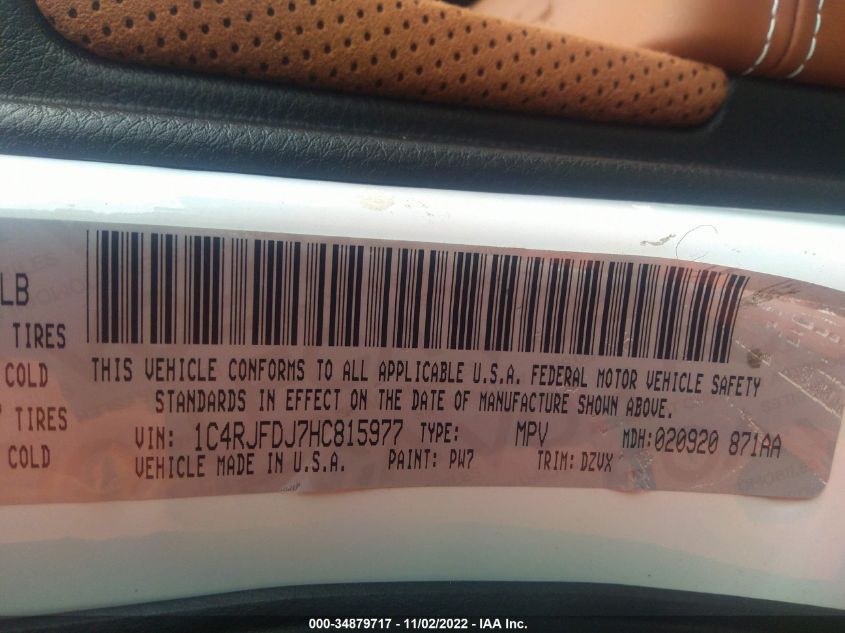 LB
TIRES
COLD
TIRES
COLD
THIS VEHICLE CONFORMS TO ALL APPLICABLE U.S.A. FEDERAL MOTOR VEHICLE SAFETY
STANDARDS IN EFFECT ON THE DATE OF MANUFACTURE SHOWN ABOVE.
VIN: 1C4RJFDJ7HC815977 TYPE: MPV MDH:020920 871AA
VEHICLE MADE IN U.S.A. PAINT: PW7 TRIM: DZVX
000-34879717 - 11/02/2022 - IAA Inc.